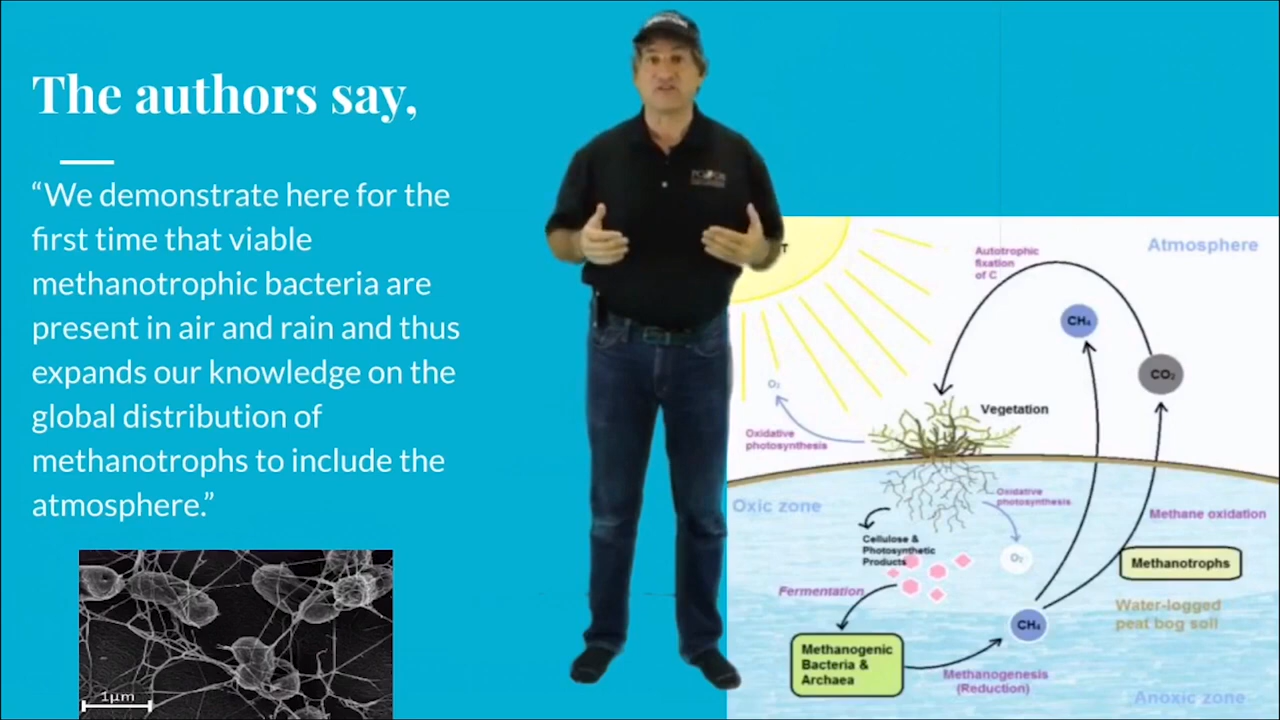 The authors say,
“We demonstrate here for the
first time that viable
methanotrophic bacteria are
present in air and rain and thus
expands our knowledge on the
global distribution of
methanotrophs to include the
atmosphere.”
1μm
T
Atmosphere
Autotrophic
fixation
of C
CH₄
CO₂
O₂
Vegetation
Oxidative
photosynthesis
Oxic zone
Oxidative
photosynthesis
Methane oxidation
Cellulose &
Photosynthetic
Products
O₂
Methanotrophs
Fermentation
Water-logged
peat bog soil
CH₄
Methanogenic
Bacteria &
Archaea
Methanogenesis
(Reduction)
Anoxic zone